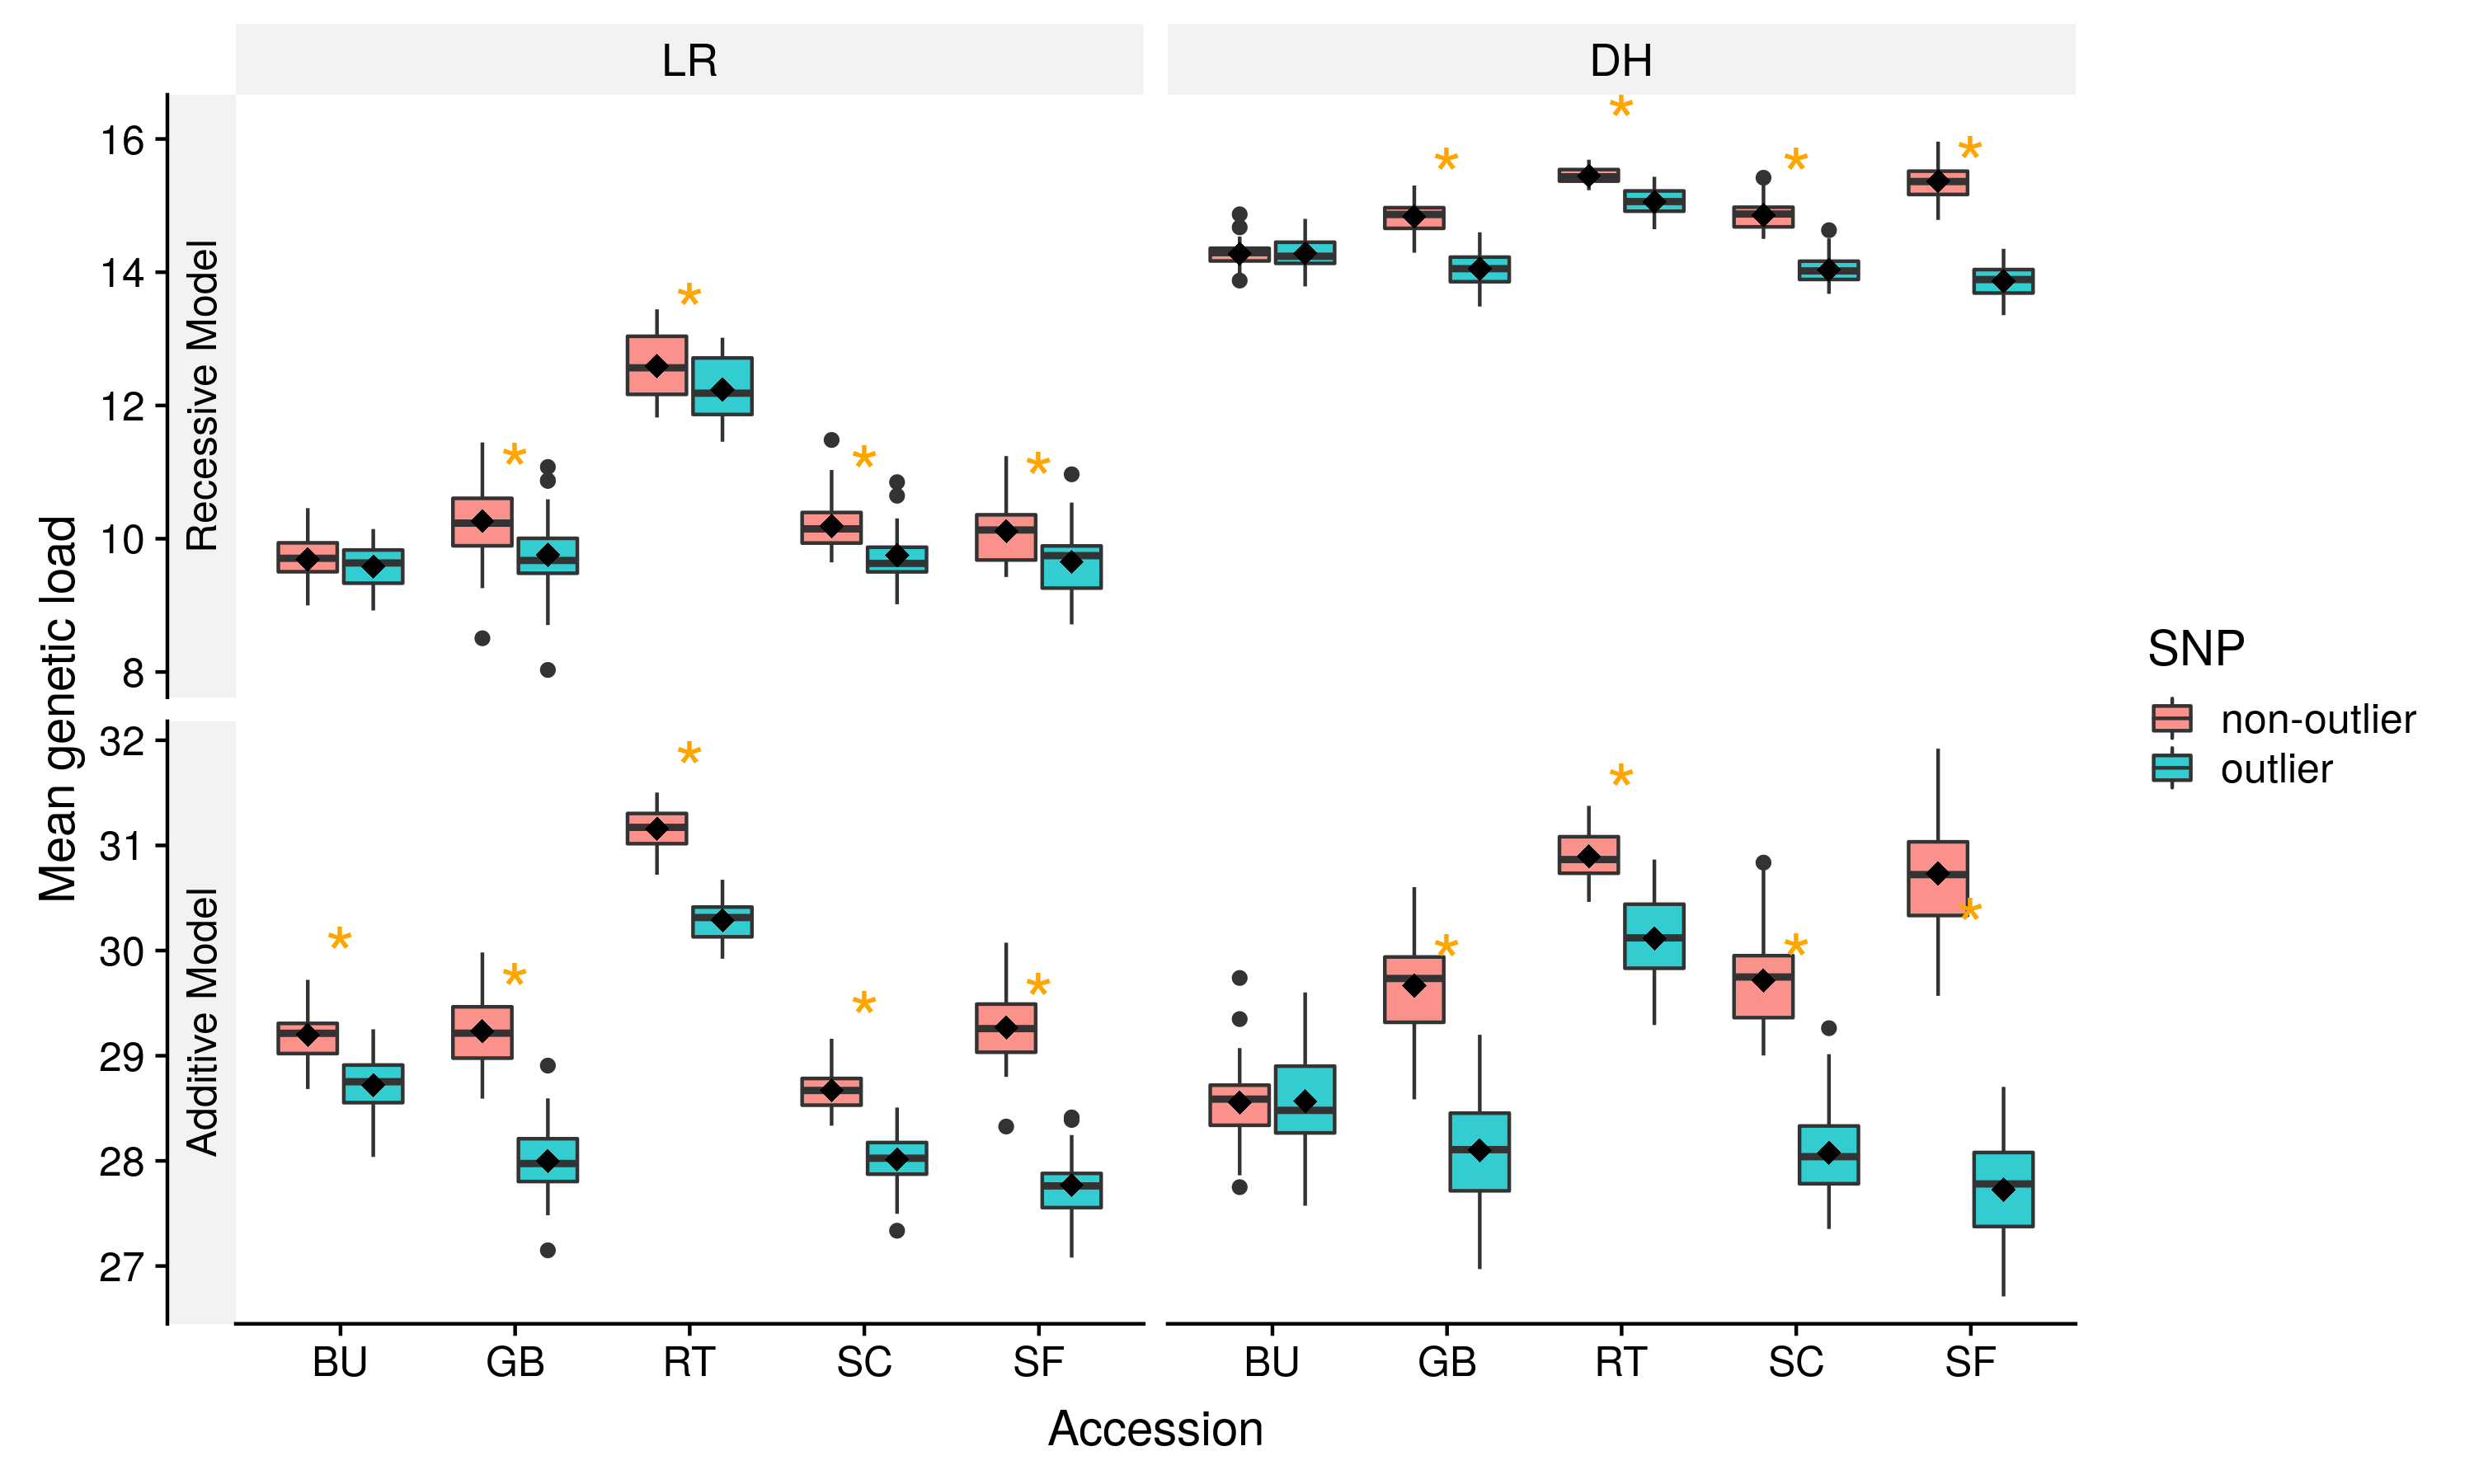 LR
DH
Mean genetic load
Recessive Model
16
14
12
10
8
* * * *
* * * *
Additive Model
32
31
30
29
28
27
* * * * *
* * * *
BU GB RT SC SF
BU GB RT SC SF
Accession
SNP
non-outlier
outlier